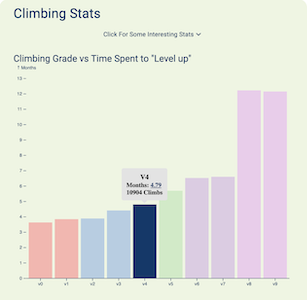 Climbing Stats
Click For Some Interesting Stats
Climbing Grade vs Time Spent to "Level up"
↑ Months
13
12
11
10
9
8
7
6
5
4
3
2
1
0
V4
Months: 4.79
10904 Climbs
v0 v1 v2 v3 v4 v5 v6 v7 v8 v9